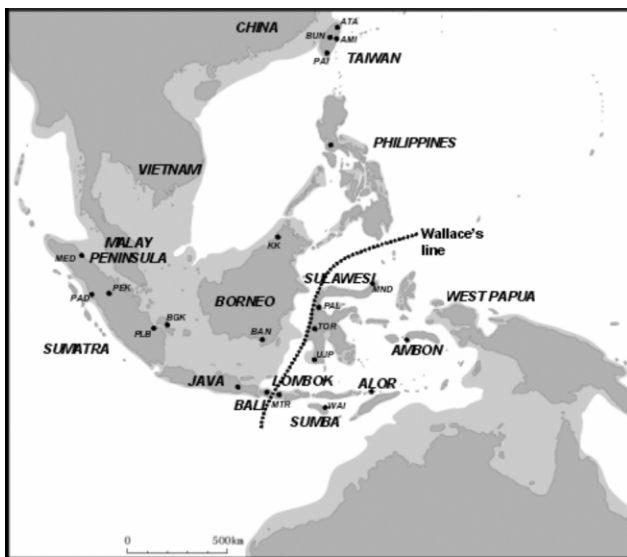 CHINA
ATA
BUN
AMI
PAI
TAIWAN
PHILIPPINES
VIETNAM
Wallace's
line
KK
MALAY
PENINSULA
MED
SULAWESI
MND
WEST PAPUA
PEK
PAD
BORNEO
PAL
BGK
PLB
TOR
BAN
AMBON
SUMATRA
UJP
JAVA
LOMBOK
ALOR
BALI
MTR
WAI
SUMBA
0
500km